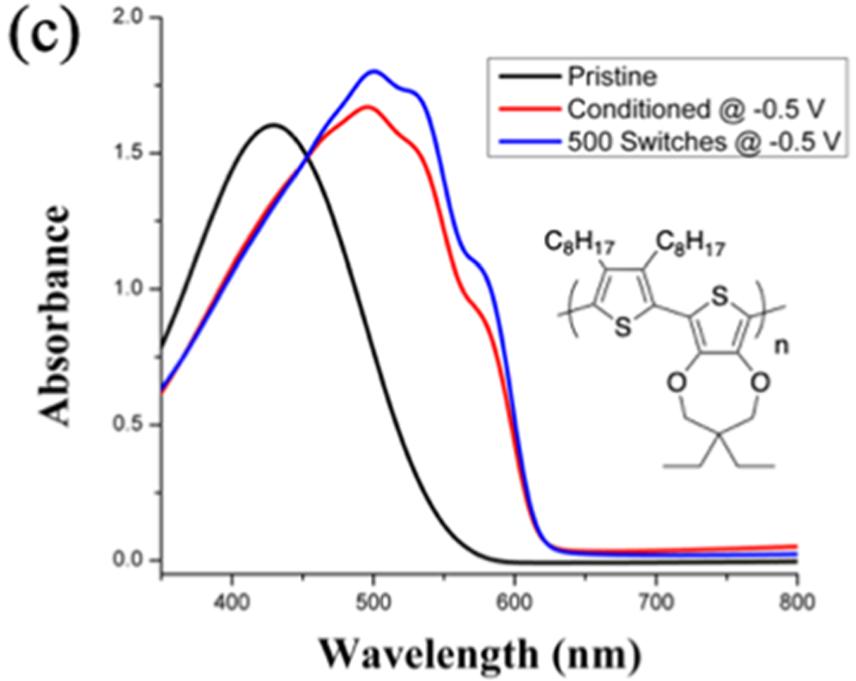 (c)
2.0
1.5
1.0
0.5
0.0
Absorbance
Pristine
Conditioned @ -0.5 V
500 Switches @ -0.5 V
C₈H₁₇ C₈H₁₇
S
S
n
O O
400 500 600 700 800
Wavelength (nm)